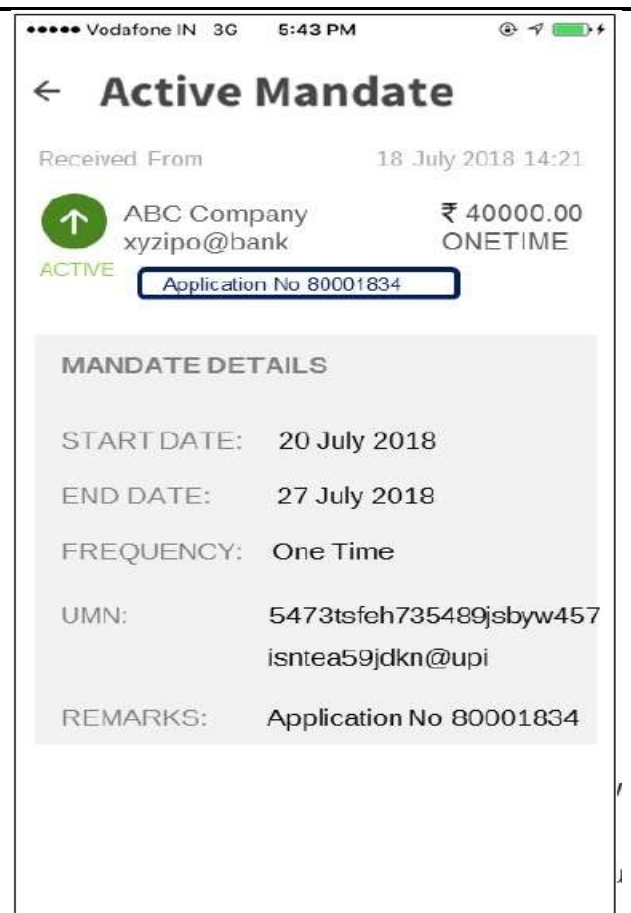 Vodafone IN 3G 5:43 PM
← Active Mandate
Received From 18 July 2018 14:21
ABC Company ₹ 40000.00
xyzipo@bank ONETIME
ACTIVE
Application No 80001834
MANDATE DETAILS
START DATE: 20 July 2018
END DATE: 27 July 2018
FREQUENCY: One Time
UMN: 5473tsfeh735489jsbyw457
isntea59jdkn@upi
REMARKS: Application No 80001834